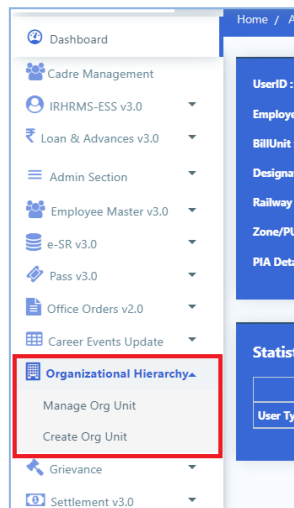 Home / A
Dashboard
Cadre Management
IRHRMS-ESS v3.0
₹ Loan & Advances v3.0
Admin Section
Employee Master v3.0
e-SR v3.0
Pass v3.0
Office Orders v2.0
Career Events Update
Organizational Hierarchy
Manage Org Unit
Create Org Unit
Grievance
Settlement v3.0
UserID :
Employe
BillUnit
Designa
Railway
Zone/PU
PIA Deta
Statist
User Ty